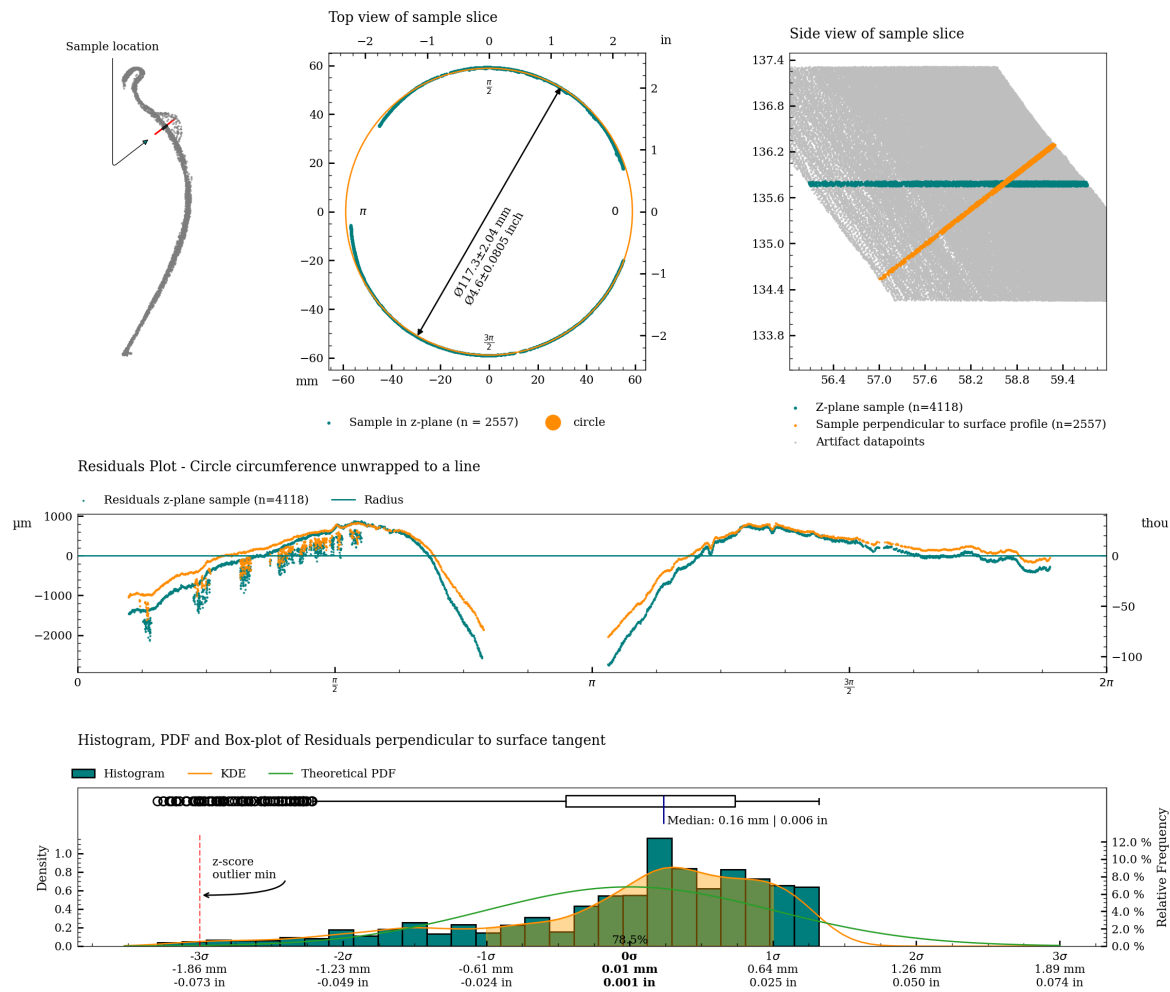 Sample location
Top view of sample slice
−2 −1 0 1 2 in
60
40
20
0
−20
−40
−60
mm
−60 −40 −20 0 20 40 60
2
1
0
−1
−2
π/2
π
0
3π/2
Ø117.3±2.04 mm
Ø4.6±0.0805 inch
Sample in z-plane (n = 2557) circle
Side view of sample slice
137.4
136.8
136.2
135.6
135.0
134.4
133.8
56.4 57.0 57.6 58.2 58.8 59.4
Z-plane sample (n=4118)
Sample perpendicular to surface profile (n=2557)
Artifact datapoints
Residuals Plot - Circle circumference unwrapped to a line
Residuals z-plane sample (n=4118) Radius
µm
1000
0
−1000
−2000
thou
0
−50
−100
0 π/2 π 3π/2 2π
Histogram, PDF and Box-plot of Residuals perpendicular to surface tangent
Histogram KDE Theoretical PDF
Median: 0.16 mm | 0.006 in
z-score
outlier min
Density
1.0
0.8
0.6
0.4
0.2
0.0
12.0 %
10.0 %
8.0 %
6.0 %
4.0 %
2.0 %
0.0 %
Relative Frequency
78.5%
-3σ -2σ -1σ 0σ 1σ 2σ 3σ
-1.86 mm -1.23 mm -0.61 mm 0.01 mm 0.64 mm 1.26 mm 1.89 mm
-0.073 in -0.049 in -0.024 in 0.001 in 0.025 in 0.050 in 0.074 in